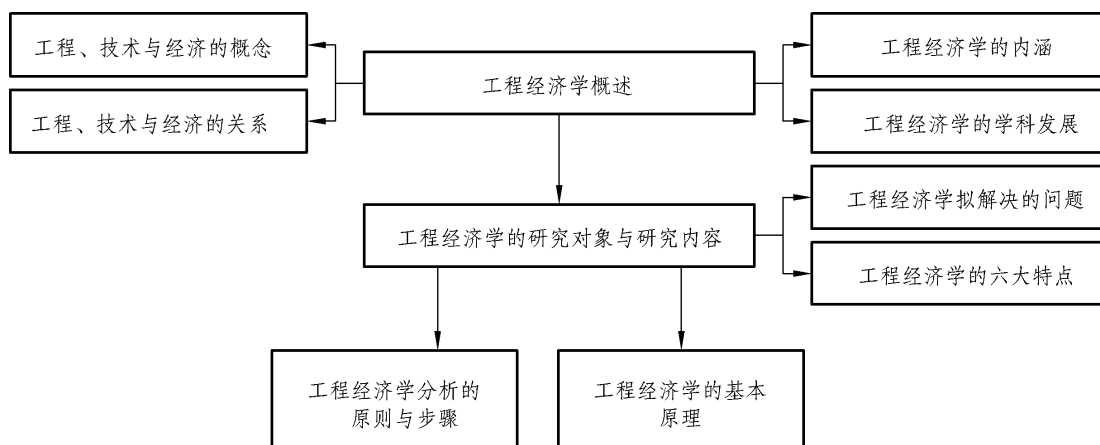 工程、技术与经济的概念
工程经济学的内涵
工程经济学概述
工程、技术与经济的关系
工程经济学的学科发展
工程经济学拟解决的问题
工程经济学的研究对象与研究内容
工程经济学的六大特点
工程经济学分析的
原则与步骤
工程经济学的基本
原理